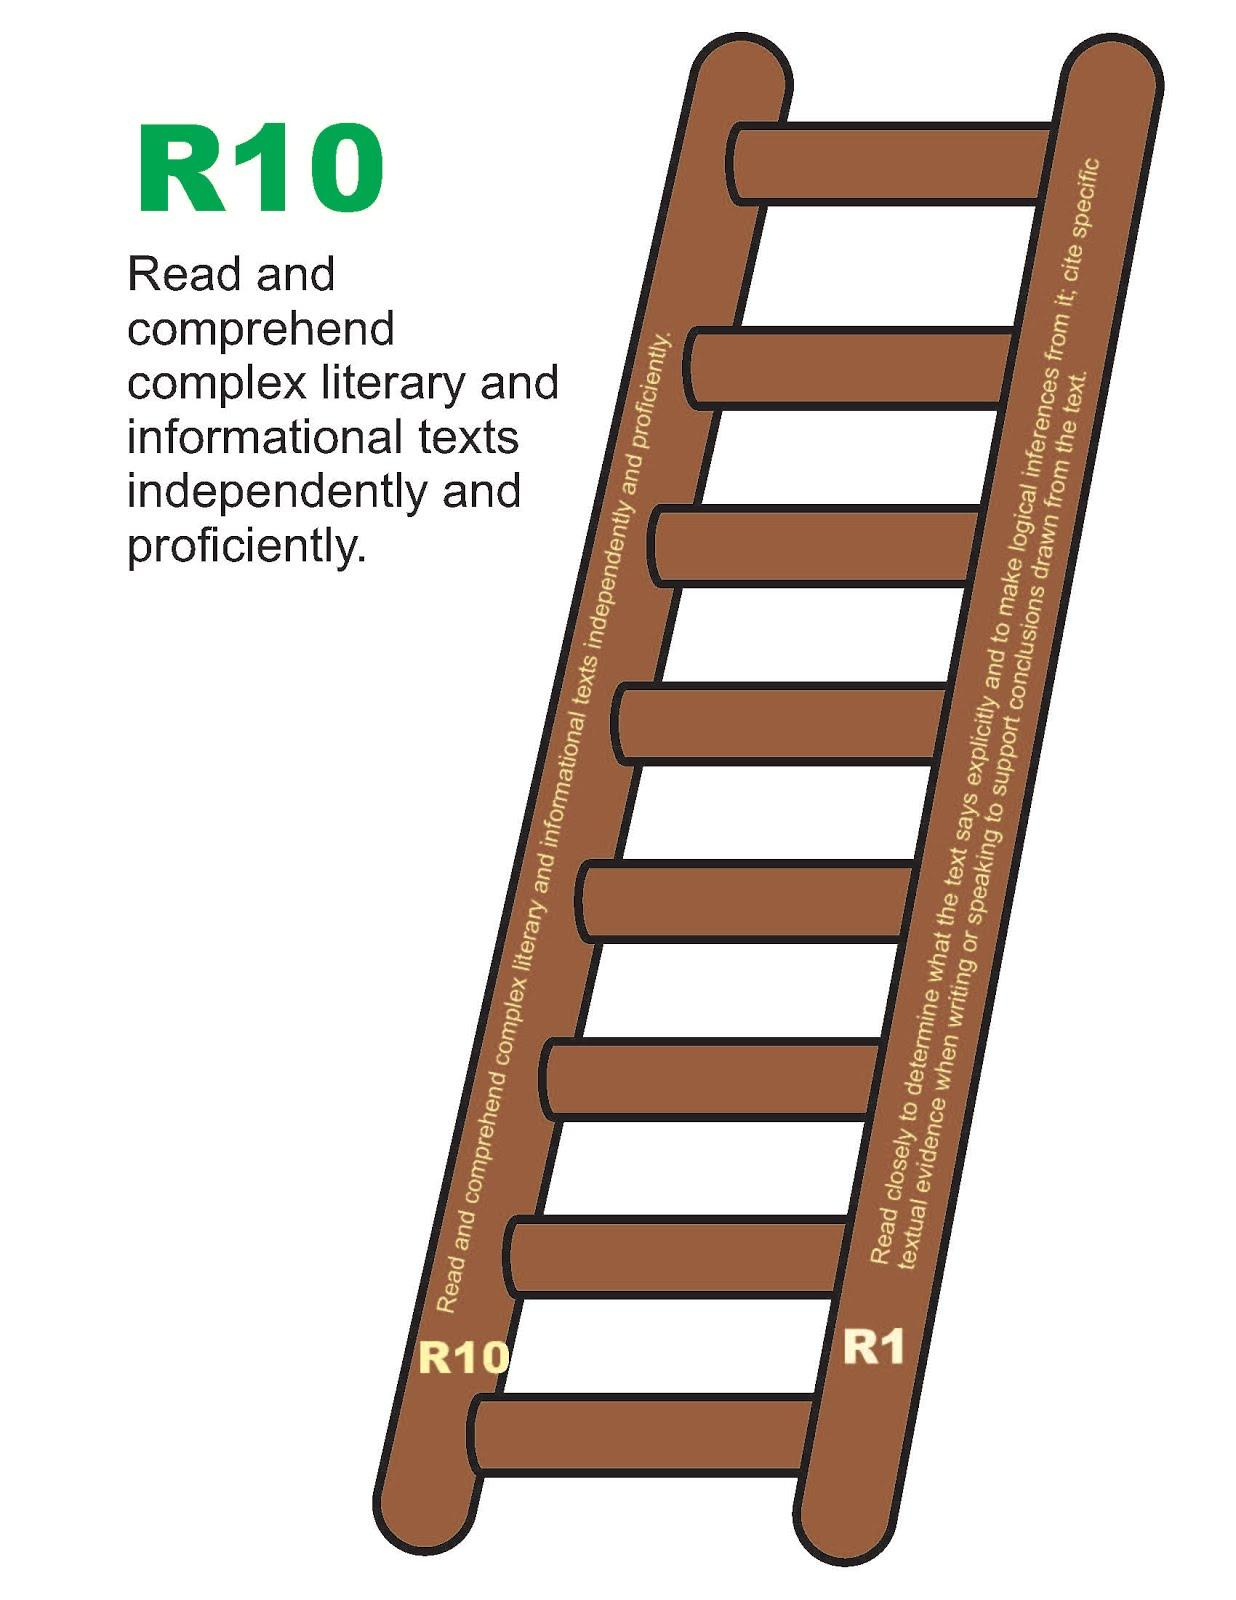 R10
Read and
comprehend
complex literary and
informational texts
independently and
proficiently.
Read and comprehend complex literary and informational texts independently and proficiently.
R10
Read closely to determine what the text says explicitly and to make logical inferences from it; cite specific
textual evidence when writing or speaking to support conclusions drawn from the text.
R1